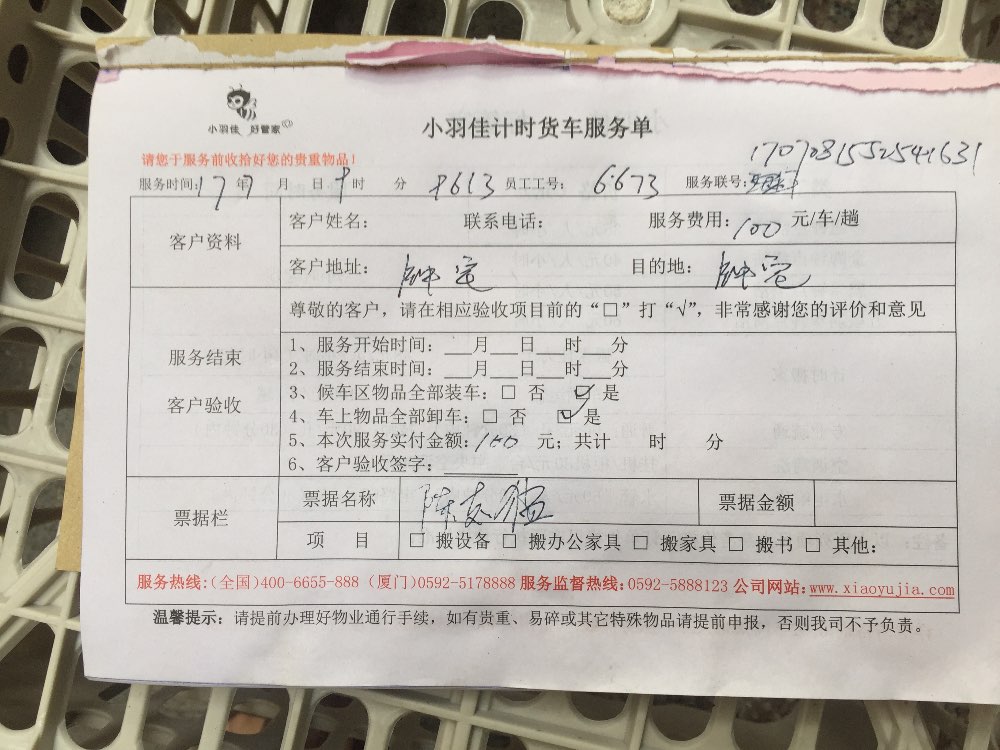 小羽佳 好管家
小羽佳计时货车服务单
请您于服务前收拾好您的贵重物品!
1707081552541631
服务时间:17年7月 日 时 分 8613 员工工号: 6673 服务联号:
客户资料
客户姓名: 联系电话: 服务费用:100元/车/趟
客户地址: 目的地:
服务结束
客户验收
尊敬的客户，请在相应验收项目前的“□”打“√”，非常感谢您的评价和意见
1、服务开始时间: ___月___日___时___分
2、服务结束时间: ___月___日___时___分
3、候车区物品全部装车: □ 否 ☑ 是
4、车上物品全部卸车: □ 否 ☑ 是
5、本次服务实付金额: 100 元; 共计 时 分
6、客户验收签字:
票据栏
票据名称 票据金额
项 目 □ 搬设备 □ 搬办公家具 □ 搬家具 □ 搬书 □ 其他:
服务热线:(全国)400-6655-888 (厦门)0592-5178888 服务监督热线:0592-5888123 公司网站:www.xiaoyujia.com
温馨提示: 请提前办理好物业通行手续，如有贵重、易碎或其它特殊物品请提前申报，否则我司不予负责。